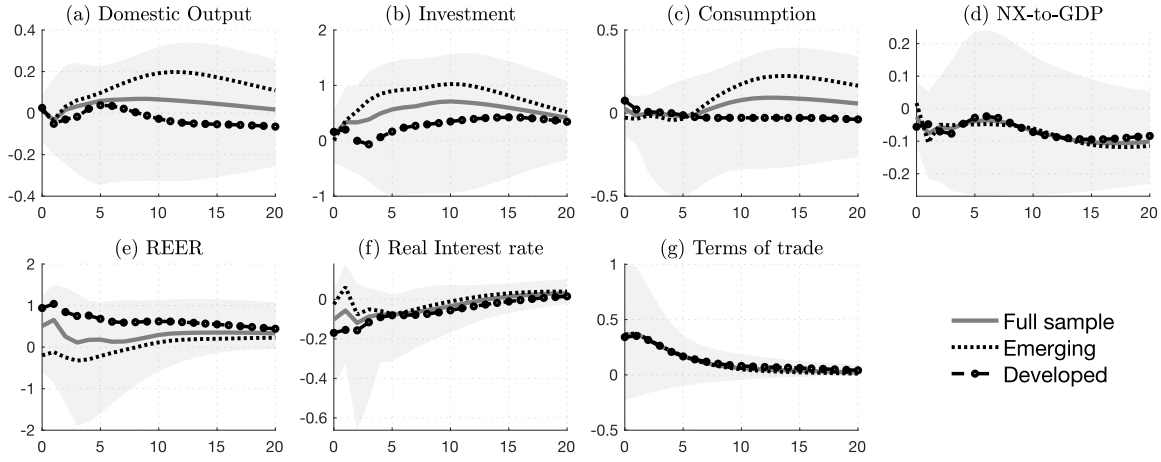 (a) Domestic Output
0.4
0.2
0
-0.2
-0.4
0 5 10 15 20
(b) Investment
2
1
0
-1
0 5 10 15 20
(c) Consumption
0.5
0
-0.5
0 5 10 15 20
(d) NX-to-GDP
0.2
0.1
0
-0.1
-0.2
0 5 10 15 20
(e) REER
2
1
0
-1
-2
0 5 10 15 20
(f) Real Interest rate
0
-0.2
-0.4
-0.6
0 5 10 15 20
(g) Terms of trade
1
0.5
0
-0.5
0 5 10 15 20
Full sample
Emerging
Developed